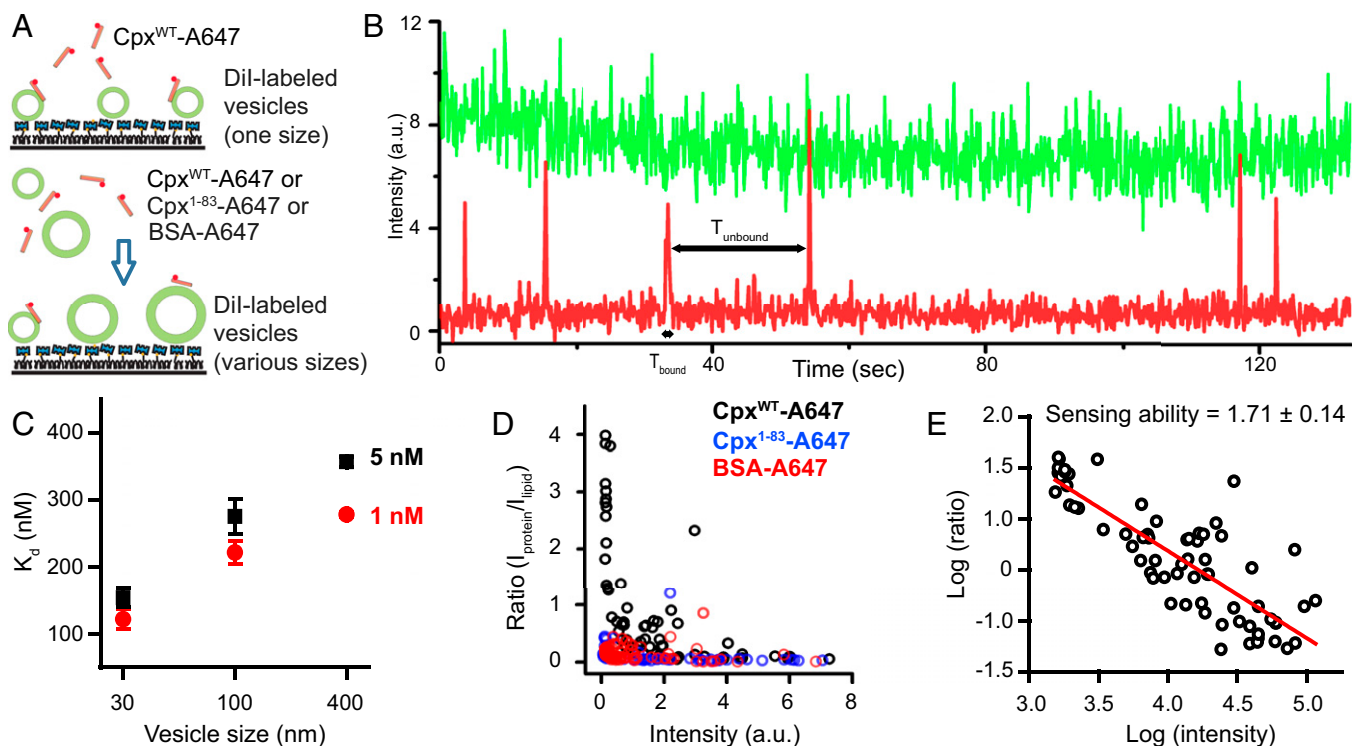 A
Cpx^WT-A647
DiI-labeled
vesicles
(one size)
Cpx^WT-A647 or
Cpx^1-83-A647 or
BSA-A647
DiI-labeled
vesicles
(various sizes)
B
12
8
4
0
Intensity (a.u.)
T_unbound
T_bound
0
40
80
120
Time (sec)
C
400
300
200
100
K_d (nM)
5 nM
1 nM
30
100
400
Vesicle size (nm)
D
Cpx^WT-A647
Cpx^1-83-A647
BSA-A647
4
3
2
1
0
Ratio (I_protein/I_lipid)
0
2
4
6
8
Intensity (a.u.)
E
Sensing ability = 1.71 ± 0.14
2.0
1.5
1.0
0.0
-1.0
-1.5
Log (ratio)
3.0
3.5
4.0
4.5
5.0
Log (intensity)